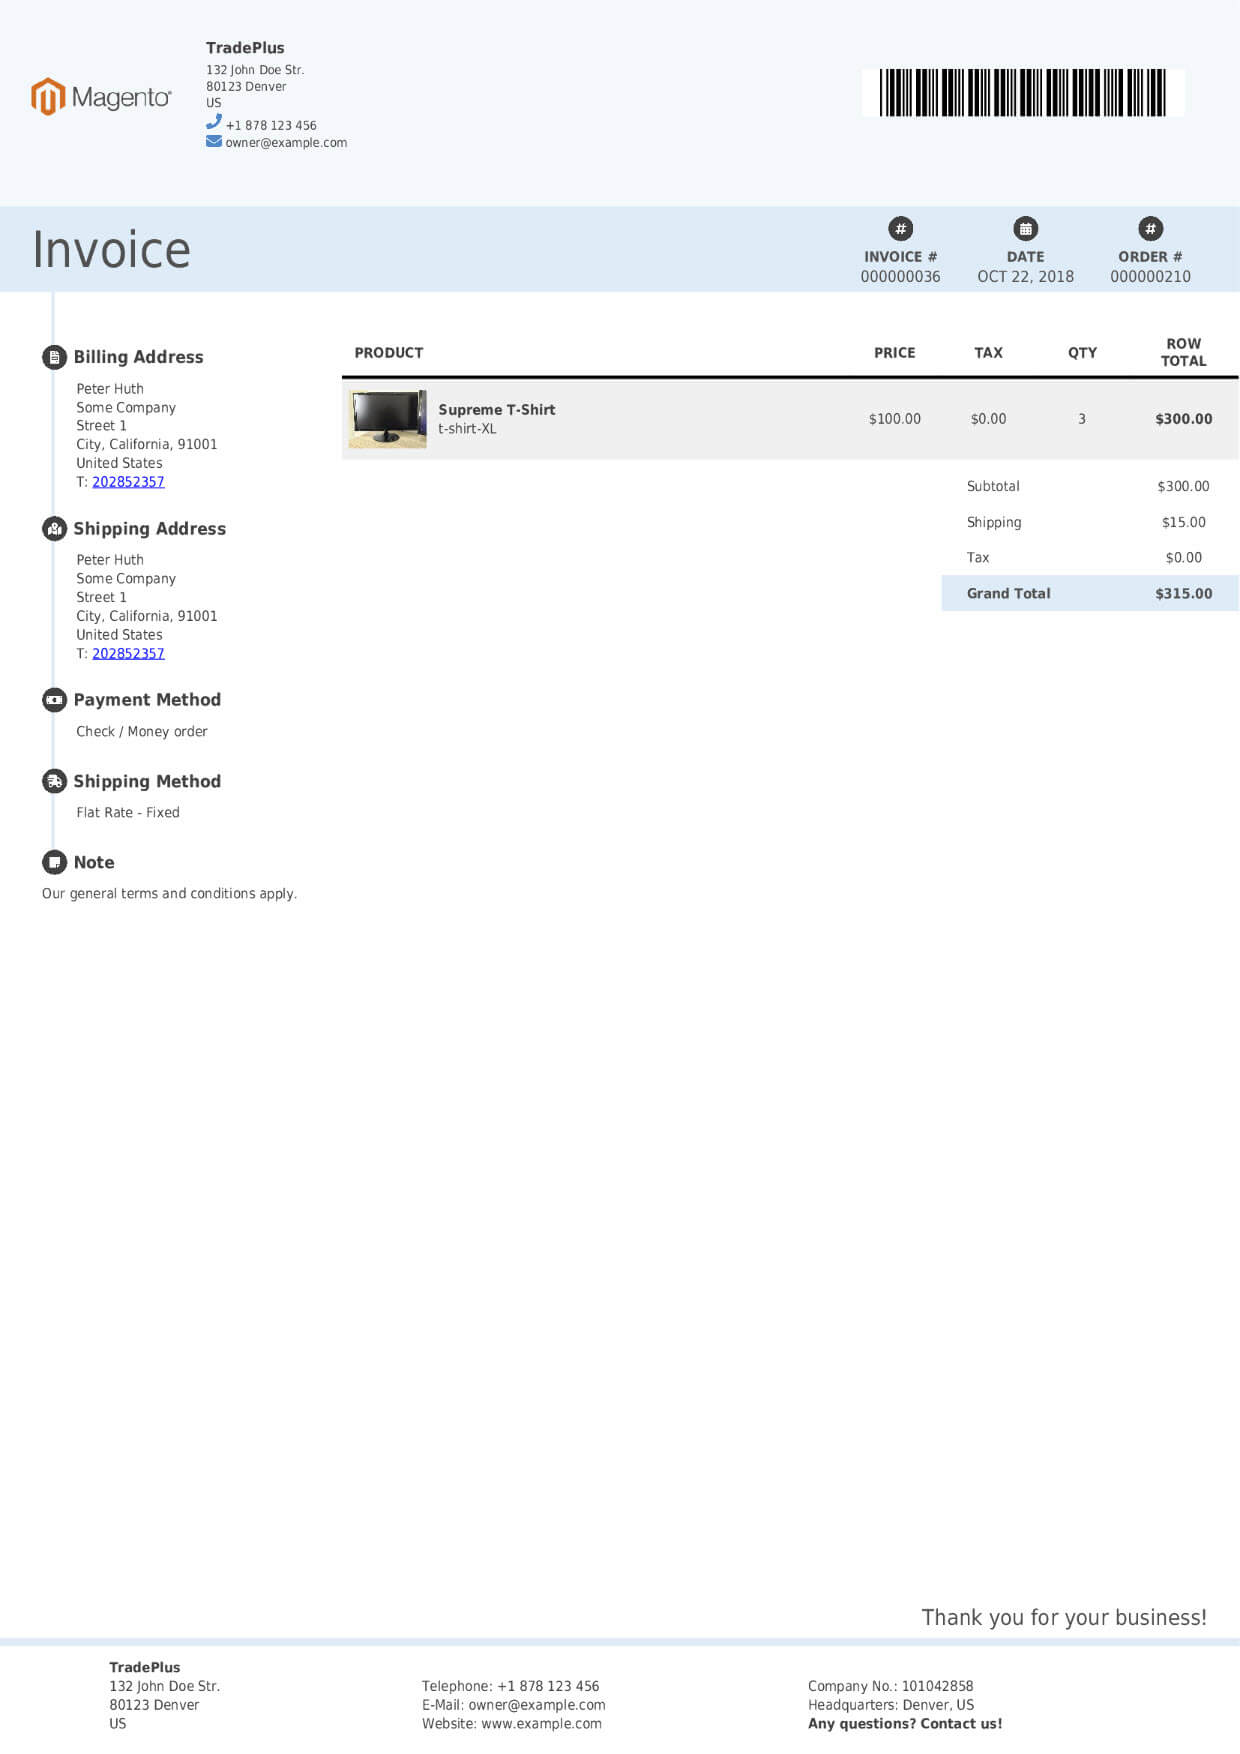 Magento®
TradePlus
132 John Doe Str.
80123 Denver
US
+1 878 123 456
owner@example.com
Invoice
INVOICE #
000000036
DATE
OCT 22, 2018
ORDER #
000000210
Billing Address
Peter Huth
Some Company
Street 1
City, California, 91001
United States
T: 202852357
Shipping Address
Peter Huth
Some Company
Street 1
City, California, 91001
United States
T: 202852357
Payment Method
Check / Money order
Shipping Method
Flat Rate - Fixed
Note
Our general terms and conditions apply.
PRODUCT PRICE TAX QTY ROW TOTAL
Supreme T-Shirt
t-shirt-XL
$100.00 $0.00 3 $300.00
Subtotal $300.00
Shipping $15.00
Tax $0.00
Grand Total $315.00
Thank you for your business!
TradePlus
132 John Doe Str.
80123 Denver
US
Telephone: +1 878 123 456
E-Mail: owner@example.com
Website: www.example.com
Company No.: 101042858
Headquarters: Denver, US
Any questions? Contact us!